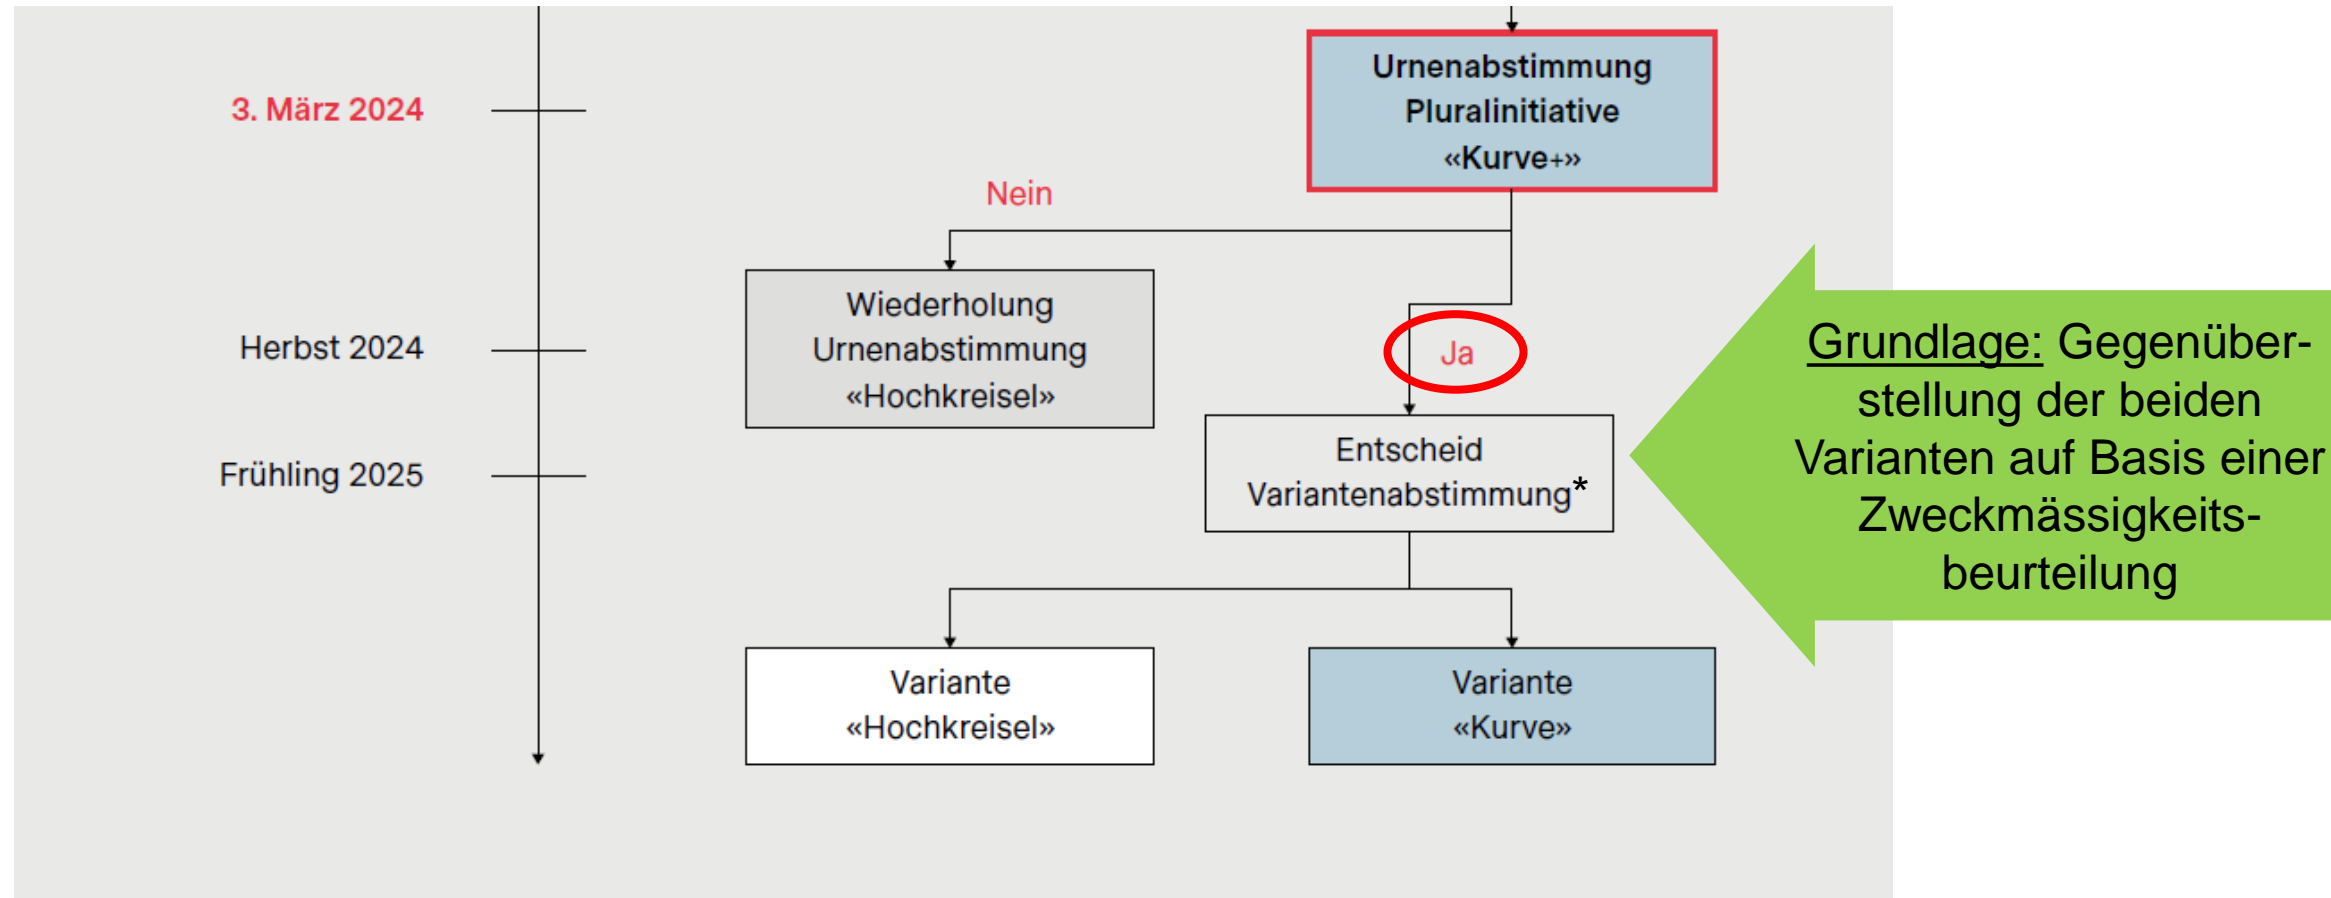 Urnenabstimmung
Pluralinitiative
«Kurve+»
3. März 2024
Nein
Wiederholung
Urnenabstimmung
«Hochkreisel»
Herbst 2024
Ja
Grundlage: Gegenüber-
stellung der beiden
Varianten auf Basis einer
Zweckmässigkeits-
beurteilung
Frühling 2025
Entscheid
Variantenabstimmung*
Variante
«Hochkreisel»
Variante
«Kurve»